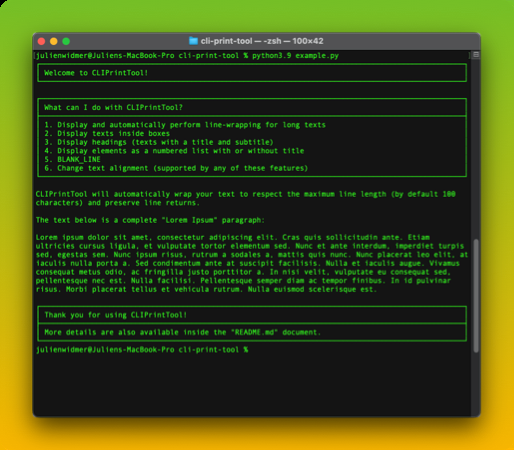 cli-print-tool — -zsh — 100×42
julienwidmer@Juliens-MacBook-Pro cli-print-tool % python3.9 example.py
Welcome to CLIPrintTool!
What can I do with CLIPrintTool?
1. Display and automatically perform line-wrapping for long texts
2. Display texts inside boxes
3. Display headings (texts with a title and subtitle)
4. Display elements as a numbered list with or without title
5. BLANK_LINE
6. Change text alignment (supported by any of these features)
CLIPrintTool will automatically wrap your text to respect the maximum line length (by default 100
characters) and preserve line returns.
The text below is a complete "Lorem Ipsum" paragraph:
Lorem ipsum dolor sit amet, consectetur adipiscing elit. Cras quis sollicitudin ante. Etiam
ultricies cursus ligula, et vulputate tortor elementum sed. Nunc et ante interdum, imperdiet turpis
sed, egestas sem. Nunc ipsum risus, rutrum a sodales a, mattis quis nunc. Nunc placerat leo elit, at
iaculis nulla porta a. Sed condimentum ante at suscipit facilisis. Nulla et iaculis augue. Vivamus
consequat metus odio, ac fringilla justo porttitor a. In nisi velit, vulputate eu consequat sed,
pellentesque nec est. Nulla facilisi. Pellentesque semper diam ac tempor finibus. In id pulvinar
risus. Morbi placerat tellus et vehicula rutrum. Nulla euismod scelerisque est.
Thank you for using CLIPrintTool!
More details are also available inside the "README.md" document.
julienwidmer@Juliens-MacBook-Pro cli-print-tool %